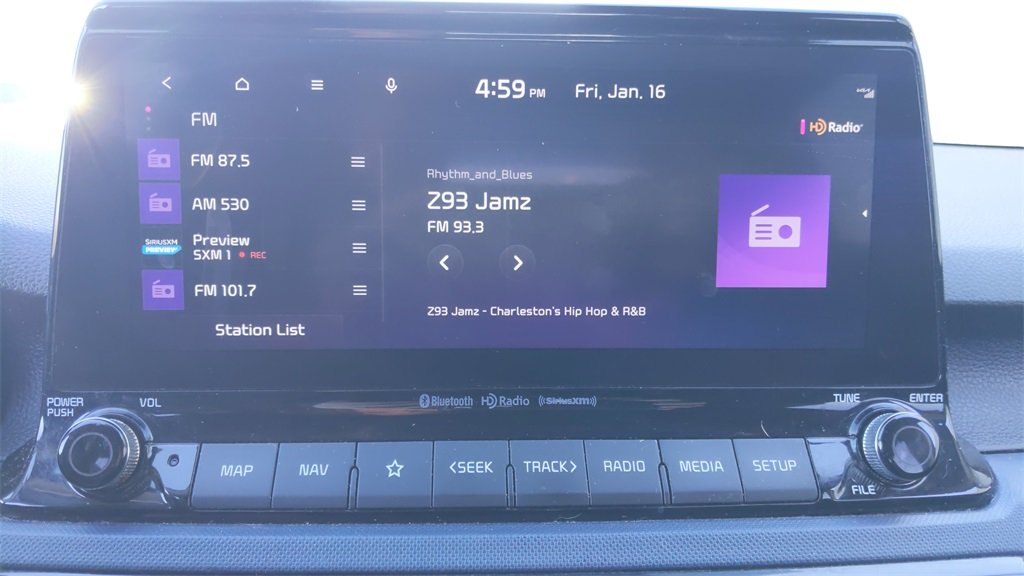 4:59 PM Fri, Jan. 16
FM
HD Radio
FM 87.5
AM 530
SIRIUSXM
PREVIEW
Preview
SXM 1 REC
FM 101.7
Station List
Rhythm_and_Blues
Z93 Jamz
FM 93.3
Z93 Jamz - Charleston's Hip Hop & R&B
Bluetooth HD Radio ((SiriusXM))
POWER
PUSH
VOL
TUNE
ENTER
FILE
MAP NAV <SEEK TRACK> RADIO MEDIA SETUP